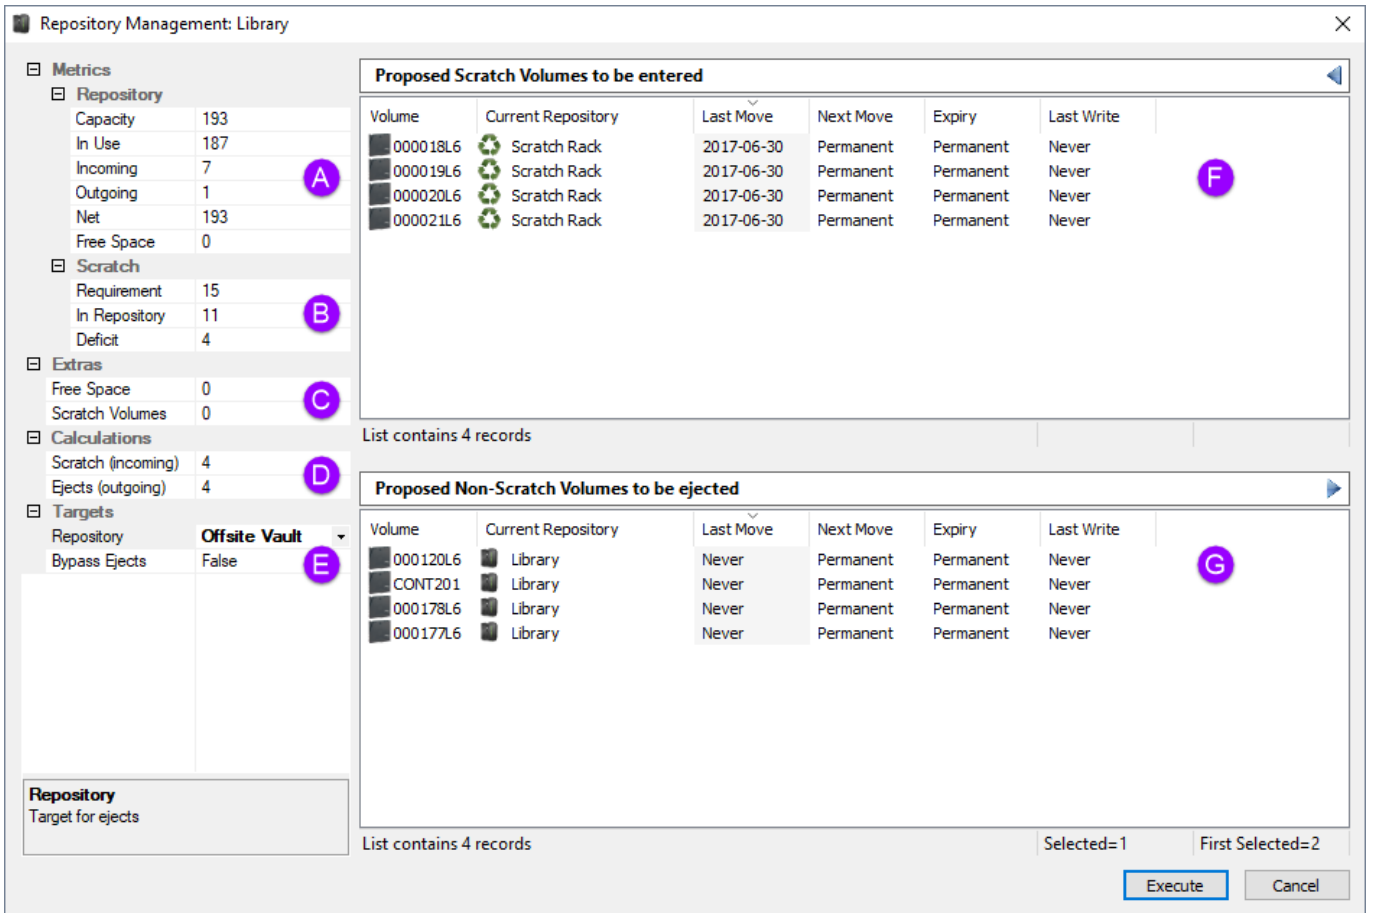 Repository Management: Library
Metrics
Repository
Capacity 193
In Use 187
Incoming 7
A
Outgoing 1
Net 193
Free Space 0
Scratch
Requirement 15
In Repository 11
B
Deficit 4
Extras
Free Space 0
C
Scratch Volumes 0
Calculations
Scratch (incoming) 4
D
Ejects (outgoing) 4
Targets
Repository Offsite Vault
Bypass Ejects False
E
Repository
Target for ejects
Proposed Scratch Volumes to be entered
Volume Current Repository Last Move Next Move Expiry Last Write
000018L6 Scratch Rack 2017-06-30 Permanent Permanent Never
000019L6 Scratch Rack 2017-06-30 Permanent Permanent Never
F
000020L6 Scratch Rack 2017-06-30 Permanent Permanent Never
000021L6 Scratch Rack 2017-06-30 Permanent Permanent Never
List contains 4 records
Proposed Non-Scratch Volumes to be ejected
Volume Current Repository Last Move Next Move Expiry Last Write
000120L6 Library Never Permanent Permanent Never
G
CONT201 Library Never Permanent Permanent Never
000178L6 Library Never Permanent Permanent Never
000177L6 Library Never Permanent Permanent Never
List contains 4 records Selected=1 First Selected=2
Execute Cancel